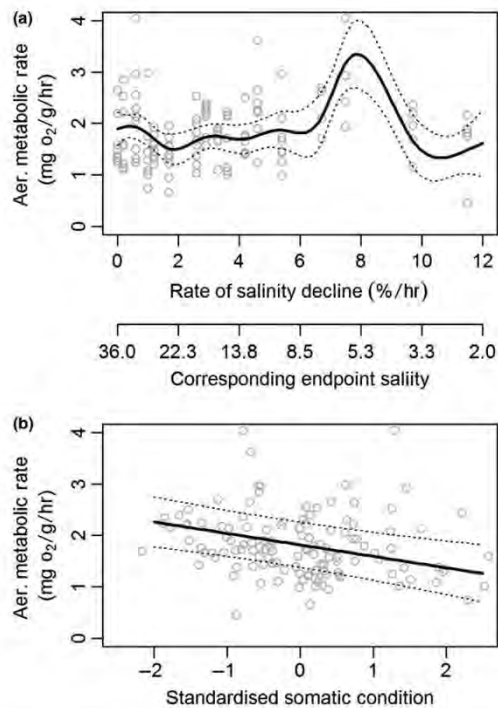 (a)
Aer. metabolic rate
(mg o₂/g/hr)
4
3
2
1
0
0 2 4 6 8 10 12
Rate of salinity decline (%/hr)
36.0 22.3 13.8 8.5 5.3 3.3 2.0
Corresponding endpoint saliity
(b)
Aer. metabolic rate
(mg o₂/g/hr)
4
3
2
1
0
–2 –1 0 1 2
Standardised somatic condition